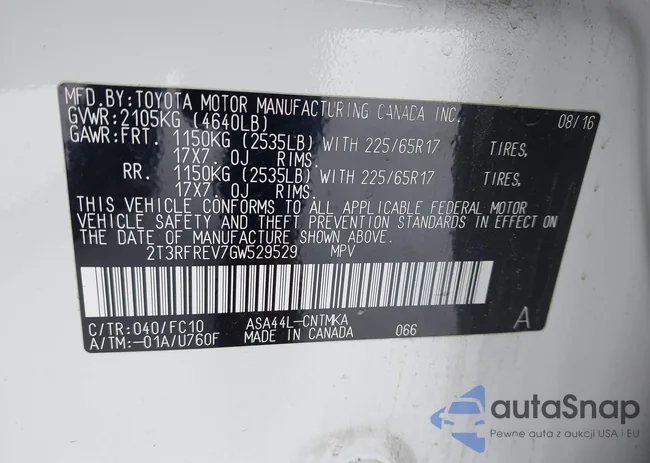 MFD.BY:TOYOTA MOTOR MANUFACTURING CANADA INC. 08/16
GVWR:2105KG (4640LB)
GAWR:FRT. 1150KG (2535LB) WITH 225/65R17 TIRES,
17X7.0J RIMS.
RR. 1150KG (2535LB) WITH 225/65R17 TIRES,
17X7.0J RIMS.
THIS VEHICLE CONFORMS TO ALL APPLICABLE FEDERAL MOTOR
VEHICLE SAFETY AND THEFT PREVENTION STANDARDS IN EFFECT ON
THE DATE OF MANUFACTURE SHOWN ABOVE.
2T3RFREV7GW529529 MPV
C/TR:040/FC10 ASA44L-CNTMKA 066 A
A/TM:-01A/U760F MADE IN CANADA
autoSnap
Pewne auta z aukcji USA i EU